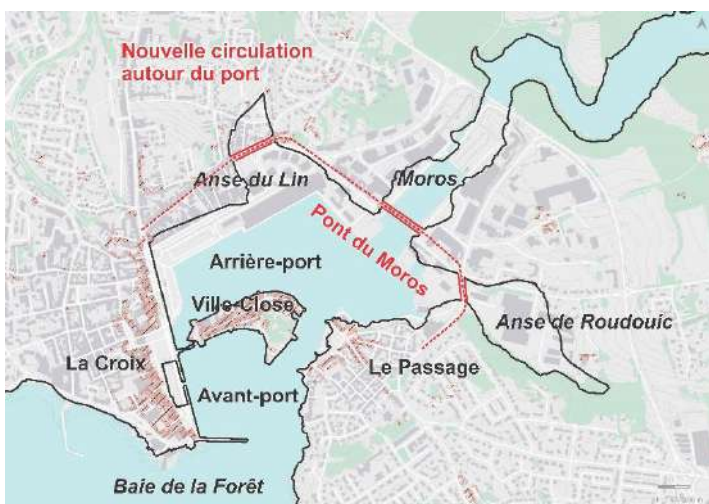 Nouvelle circulation
autour du port
Anse du Lin
Moros
Pont du Moros
Arrière-port
Ville-Close
Anse de Roudouic
La Croix
Le Passage
Avant-port
Baie de la Forêt